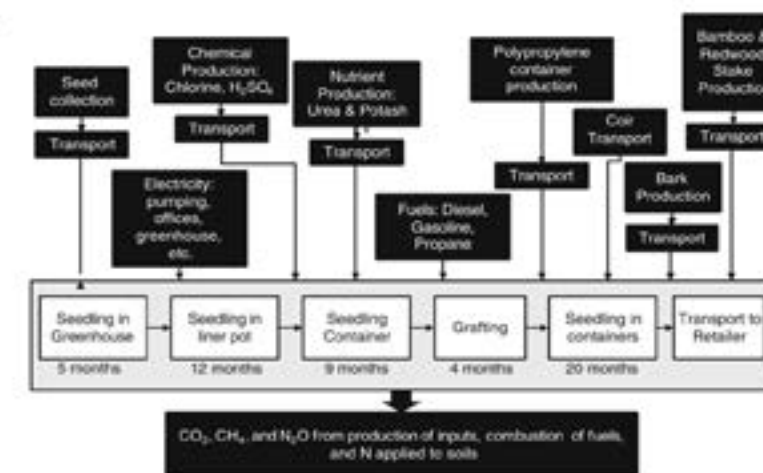 Seed
collection
Transport
Chemical
Production:
Chlorine, H₂SO₄
Transport
Electricity:
pumping,
offices,
greenhouse,
etc.
Nutrient
Production:
Urea & Potash
Transport
Fuels: Diesel,
Gasoline,
Propane
Polypropylene
container
production
Transport
Coir
Transport
Bark
Production
Transport
Bamboo &
Redwood
Stake
Production
Transport
Seedling in
Greenhouse
5 months
Seedling in
liner pot
12 months
Seedling
Container
9 months
Grafting
4 months
Seedling in
containers
20 months
Transport to
Retailer
CO₂, CH₄, and N₂O from production of inputs, combustion of fuels,
and N applied to soils